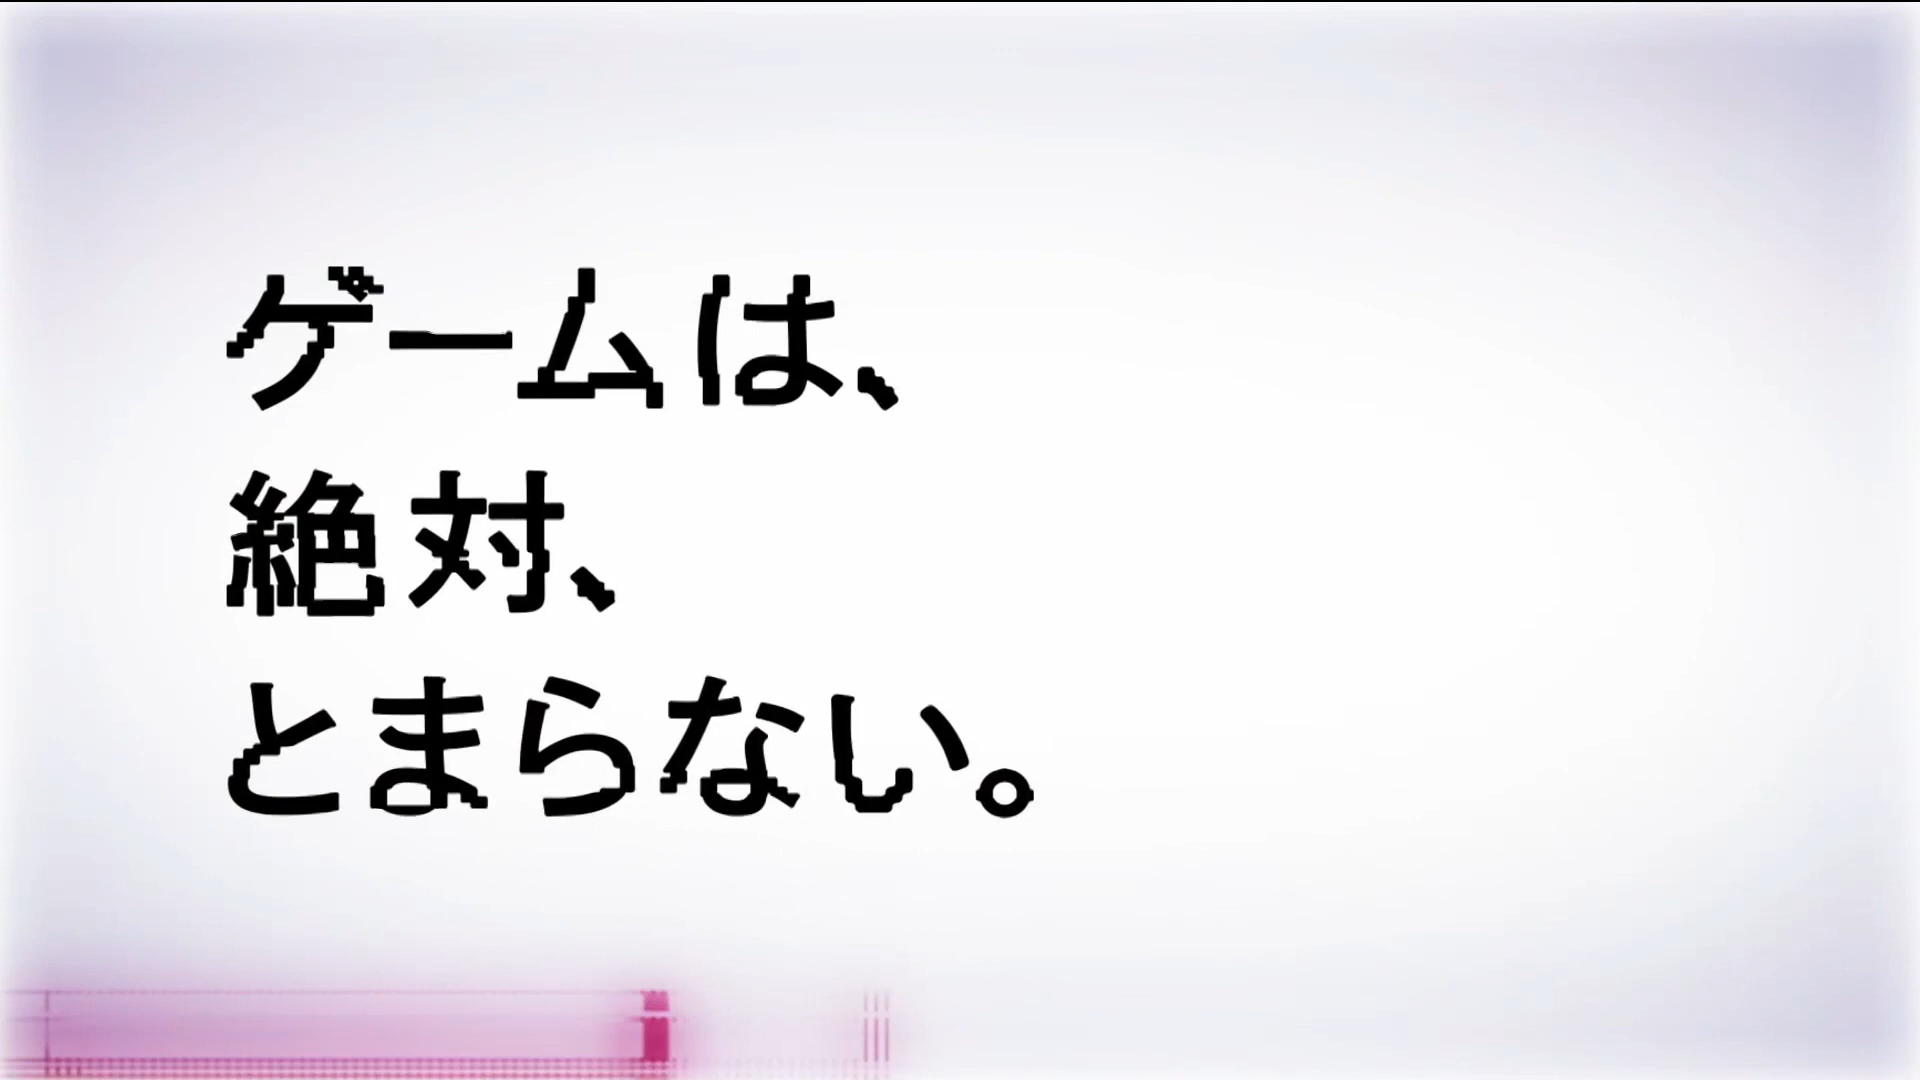 ゲームは、
絶対、
とまらない。